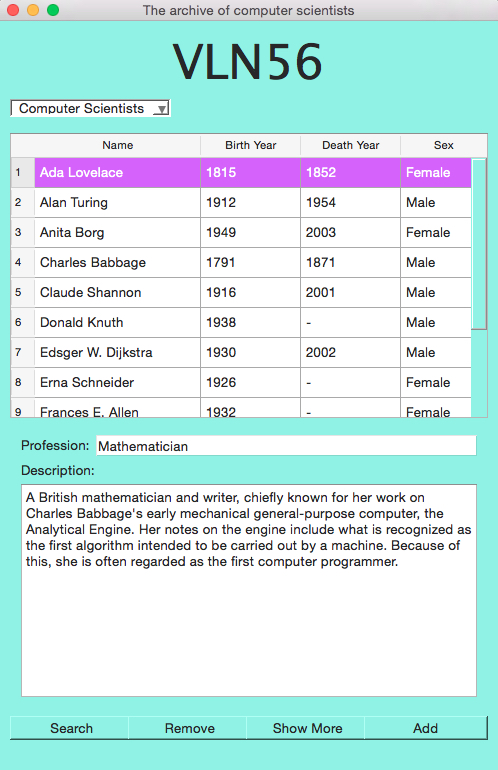 The archive of computer scientists
VLN56
Computer Scientists
Name Birth Year Death Year Sex
1 Ada Lovelace 1815 1852 Female
2 Alan Turing 1912 1954 Male
3 Anita Borg 1949 2003 Female
4 Charles Babbage 1791 1871 Male
5 Claude Shannon 1916 2001 Male
6 Donald Knuth 1938 - Male
7 Edsger W. Dijkstra 1930 2002 Male
8 Erna Schneider 1926 - Female
9 Frances E. Allen 1932 - Female
Profession: Mathematician
Description:
A British mathematician and writer, chiefly known for her work on
Charles Babbage's early mechanical general-purpose computer, the
Analytical Engine. Her notes on the engine include what is recognized as
the first algorithm intended to be carried out by a machine. Because of
this, she is often regarded as the first computer programmer.
Search Remove Show More Add